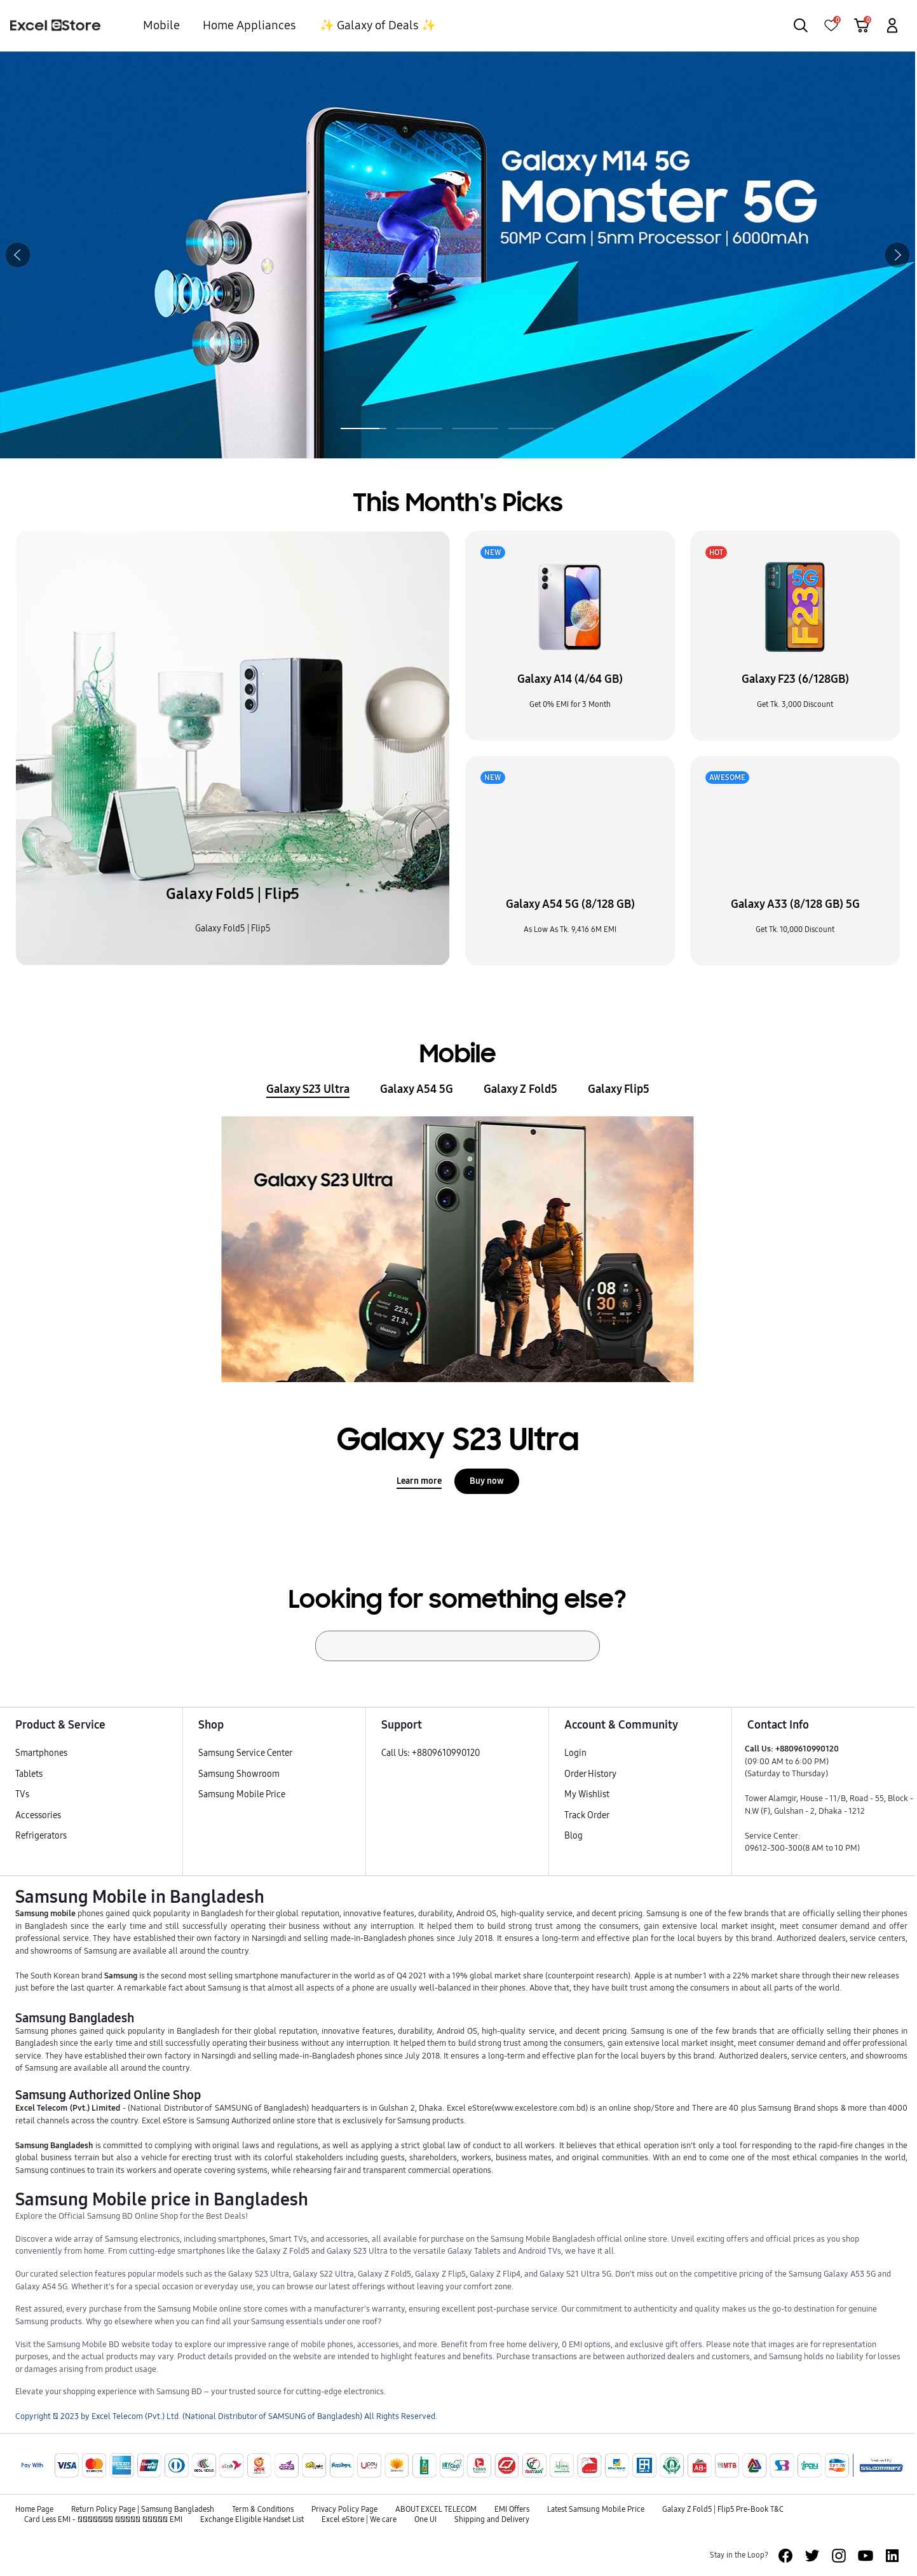 Excel eStore
Mobile
Home Appliances
✨ Galaxy of Deals ✨
0
0
Galaxy M14 5G
Monster 5G
50MP Cam | 5nm Processor | 6000mAh
This Month's Picks
Galaxy Fold5 | Flip5
Galaxy Fold5 | Flip5
NEW
Galaxy A14 (4/64 GB)
Get 0% EMI for 3 Month
HOT
5G
F23
Galaxy F23 (6/128GB)
Get Tk. 3,000 Discount
NEW
Galaxy A54 5G (8/128 GB)
As Low As Tk. 9,416 6M EMI
AWESOME
Galaxy A33 (8/128 GB) 5G
Get Tk. 10,000 Discount
Mobile
Galaxy S23 Ultra
Galaxy A54 5G
Galaxy Z Fold5
Galaxy Flip5
Galaxy S23 Ultra
22.5
21.3
Measure
08
30
Galaxy S23 Ultra
Learn more
Buy now
Looking for something else?
Product & Service
Smartphones
Tablets
TVs
Accessories
Refrigerators
Shop
Samsung Service Center
Samsung Showroom
Samsung Mobile Price
Support
Call Us: +8809610990120
Account & Community
Login
Order History
My Wishlist
Track Order
Blog
Contact Info
Call Us: +8809610990120
(09:00 AM to 6:00 PM)
(Saturday to Thursday)
Tower Alamgir, House - 11/B, Road - 55, Block -
N.W (F), Gulshan - 2, Dhaka - 1212
Service Center:
09612-300-300(8 AM to 10 PM)
Samsung Mobile in Bangladesh
Samsung mobile phones gained quick popularity in Bangladesh for their global reputation, innovative features, durability, Android OS, high-quality service, and decent pricing. Samsung is one of the few brands that are officially selling their phones
in Bangladesh since the early time and still successfully operating their business without any interruption. It helped them to build strong trust among the consumers, gain extensive local market insight, meet consumer demand and offer
professional service. They have established their own factory in Narsingdi and selling made-in-Bangladesh phones since July 2018. It ensures a long-term and effective plan for the local buyers by this brand. Authorized dealers, service centers,
and showrooms of Samsung are available all around the country.
The South Korean brand Samsung is the second most selling smartphone manufacturer in the world as of Q4 2021 with a 19% global market share (counterpoint research). Apple is at number 1 with a 22% market share through their new releases
just before the last quarter. A remarkable fact about Samsung is that almost all aspects of a phone are usually well-balanced in their phones. Above that, they have built trust among the consumers in about all parts of the world.
Samsung Bangladesh
Samsung phones gained quick popularity in Bangladesh for their global reputation, innovative features, durability, Android OS, high-quality service, and decent pricing. Samsung is one of the few brands that are officially selling their phones in
Bangladesh since the early time and still successfully operating their business without any interruption. It helped them to build strong trust among the consumers, gain extensive local market insight, meet consumer demand and offer professional
service. They have established their own factory in Narsingdi and selling made-in-Bangladesh phones since July 2018. It ensures a long-term and effective plan for the local buyers by this brand. Authorized dealers, service centers, and showrooms
of Samsung are available all around the country.
Samsung Authorized Online Shop
Excel Telecom (Pvt.) Limited - (National Distributor of SAMSUNG of Bangladesh) headquarters is in Gulshan 2, Dhaka. Excel eStore(www.excelestore.com.bd) is an online shop/Store and There are 40 plus Samsung Brand shops & more than 4000
retail channels across the country. Excel eStore is Samsung Authorized online store that is exclusively for Samsung products.
Samsung Bangladesh is committed to complying with original laws and regulations, as well as applying a strict global law of conduct to all workers. It believes that ethical operation isn't only a tool for responding to the rapid-fire changes in the
global business terrain but also a vehicle for erecting trust with its colorful stakeholders including guests, shareholders, workers, business mates, and original communities. With an end to come one of the most ethical companies In the world,
Samsung continues to train its workers and operate covering systems, while rehearsing fair and transparent commercial operations.
Samsung Mobile price in Bangladesh
Explore the Official Samsung BD Online Shop for the Best Deals!
Discover a wide array of Samsung electronics, including smartphones, Smart TVs, and accessories, all available for purchase on the Samsung Mobile Bangladesh official online store. Unveil exciting offers and official prices as you shop
conveniently from home. From cutting-edge smartphones like the Galaxy Z Fold5 and Galaxy S23 Ultra to the versatile Galaxy Tablets and Android TVs, we have it all.
Our curated selection features popular models such as the Galaxy S23 Ultra, Galaxy S22 Ultra, Galaxy Z Fold5, Galaxy Z Flip5, Galaxy Z Flip4, and Galaxy S21 Ultra 5G. Don't miss out on the competitive pricing of the Samsung Galaxy A53 5G and
Galaxy A54 5G. Whether it's for a special occasion or everyday use, you can browse our latest offerings without leaving your comfort zone.
Rest assured, every purchase from the Samsung Mobile online store comes with a manufacturer's warranty, ensuring excellent post-purchase service. Our commitment to authenticity and quality makes us the go-to destination for genuine
Samsung products. Why go elsewhere when you can find all your Samsung essentials under one roof?
Visit the Samsung Mobile BD website today to explore our impressive range of mobile phones, accessories, and more. Benefit from free home delivery, 0 EMI options, and exclusive gift offers. Please note that images are for representation
purposes, and the actual products may vary. Product details provided on the website are intended to highlight features and benefits. Purchase transactions are between authorized dealers and customers, and Samsung holds no liability for losses
or damages arising from product usage.
Elevate your shopping experience with Samsung BD – your trusted source for cutting-edge electronics.
Copyright 2023 by Excel Telecom (Pvt.) Ltd. (National Distributor of SAMSUNG of Bangladesh) All Rights Reserved.
Pay With
VISA
MTB
SSLCOMMERZ
Home Page
Return Policy Page | Samsung Bangladesh
Term & Conditions
Privacy Policy Page
ABOUT EXCEL TELECOM
EMI Offers
Latest Samsung Mobile Price
Galaxy Z Fold5 | Flip5 Pre-Book T&C
Card Less EMI - EMI
Exchange Eligible Handset List
Excel eStore | We care
One UI
Shipping and Delivery
Stay in the Loop?